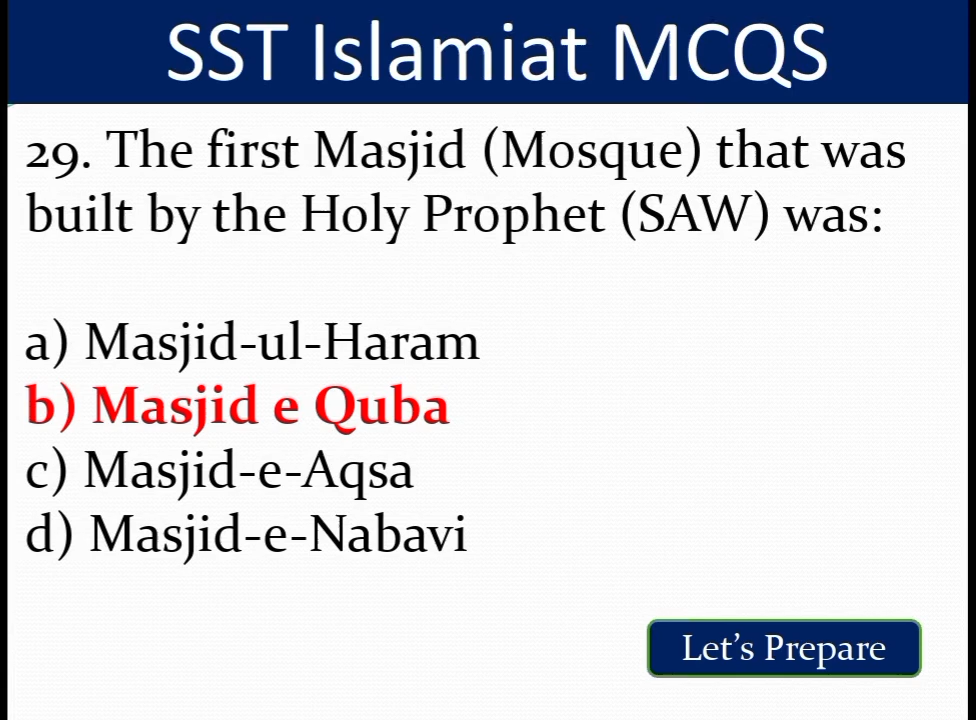 SST Islamiat MCQS
29. The first Masjid (Mosque) that was
built by the Holy Prophet (SAW) was:
a) Masjid-ul-Haram
b) Masjid e Quba
c) Masjid-e-Aqsa
d) Masjid-e-Nabavi
Let's Prepare